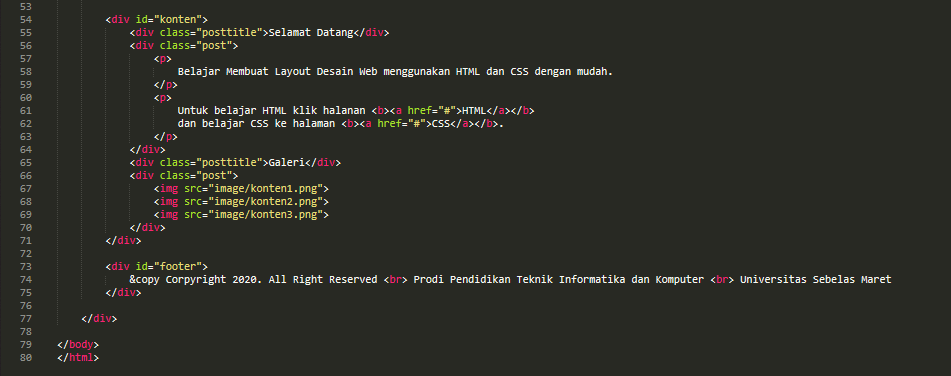 53
54 <div id="konten">
55 <div class="posttitle">Selamat Datang</div>
56 <div class="post">
57 <p>
58 Belajar Membuat Layout Desain Web menggunakan HTML dan CSS dengan mudah.
59 </p>
60 <p>
61 Untuk belajar HTML klik halanan <b><a href="#">HTML</a></b>
62 dan belajar CSS ke halaman <b><a href="#">CSS</a></b>.
63 </p>
64 </div>
65 <div class="posttitle">Galeri</div>
66 <div class="post">
67 <img src="image/konten1.png">
68 <img src="image/konten2.png">
69 <img src="image/konten3.png">
70 </div>
71 </div>
72
73 <div id="footer">
74 &copy Corpyright 2020. All Right Reserved <br> Prodi Pendidikan Teknik Informatika dan Komputer <br> Universitas Sebelas Maret
75 </div>
76
77 </div>
78
79 </body>
80 </html>